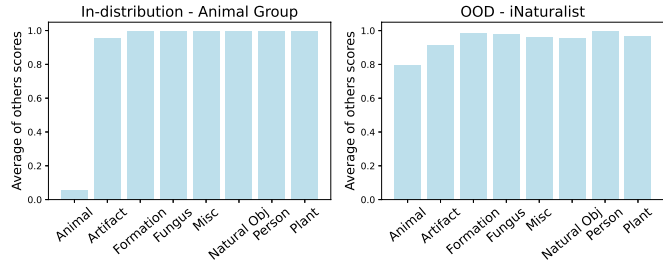 In-distribution - Animal Group
Average of others scores
1.0
0.8
0.6
0.4
0.2
0.0
Animal
Artifact
Formation
Fungus
Misc
Natural Obj
Person
Plant
OOD - iNaturalist
Average of others scores
1.0
0.8
0.6
0.4
0.2
0.0
Animal
Artifact
Formation
Fungus
Misc
Natural Obj
Person
Plant